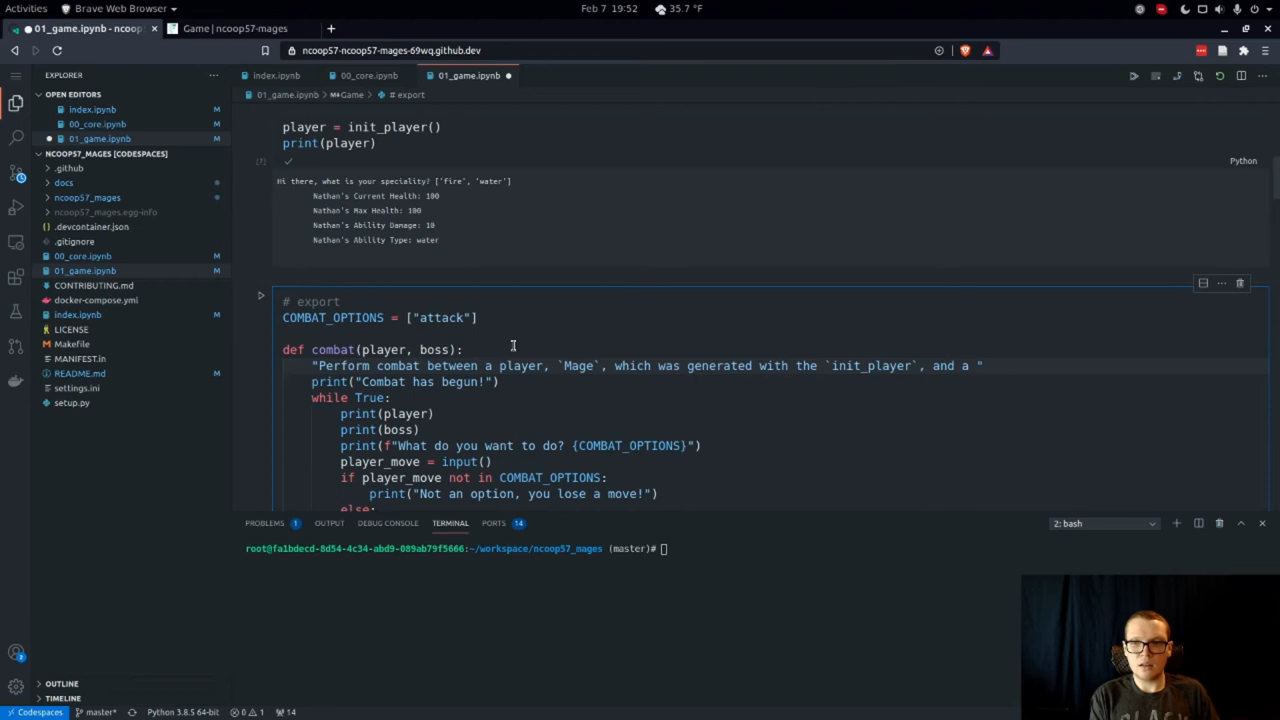 Activities
Brave Web Browser
Feb 7 19:52
35.7 °F
01_game.ipynb - ncoop
Game | ncoop57-mages
ncoop57-ncoop57-mages-69wq.github.dev
EXPLORER
index.ipynb
00_core.ipynb
01_game.ipynb
OPEN EDITORS
01_game.ipynb > M↓Game > # export
index.ipynb M
00_core.ipynb M
01_game.ipynb M
NCOOP57_MAGES [CODESPACES]
.github
docs
ncoop57_mages
ncoop57_mages.egg-info
.devcontainer.json
.gitignore
00_core.ipynb M
01_game.ipynb M
CONTRIBUTING.md
docker-compose.yml
index.ipynb M
LICENSE
Makefile
MANIFEST.in
README.md M
settings.ini
setup.py
player = init_player()
print(player)
[7]
Python
Hi there, what is your speciality? ['fire', 'water']
Nathan's Current Health: 100
Nathan's Max Health: 100
Nathan's Ability Damage: 10
Nathan's Ability Type: water
# export
COMBAT_OPTIONS = ["attack"]
def combat(player, boss):
"Perform combat between a player, `Mage`, which was generated with the `init_player`, and a "
print("Combat has begun!")
while True:
print(player)
print(boss)
print(f"What do you want to do? {COMBAT_OPTIONS}")
player_move = input()
if player_move not in COMBAT_OPTIONS:
print("Not an option, you lose a move!")
else:
PROBLEMS 1 OUTPUT DEBUG CONSOLE TERMINAL PORTS 14
2: bash
root@fa1bdecd-8d54-4c34-abd9-089ab79f5666:~/workspace/ncoop57_mages (master)#
OUTLINE
TIMELINE
Codespaces
master*
Python 3.8.5 64-bit
0 1
14